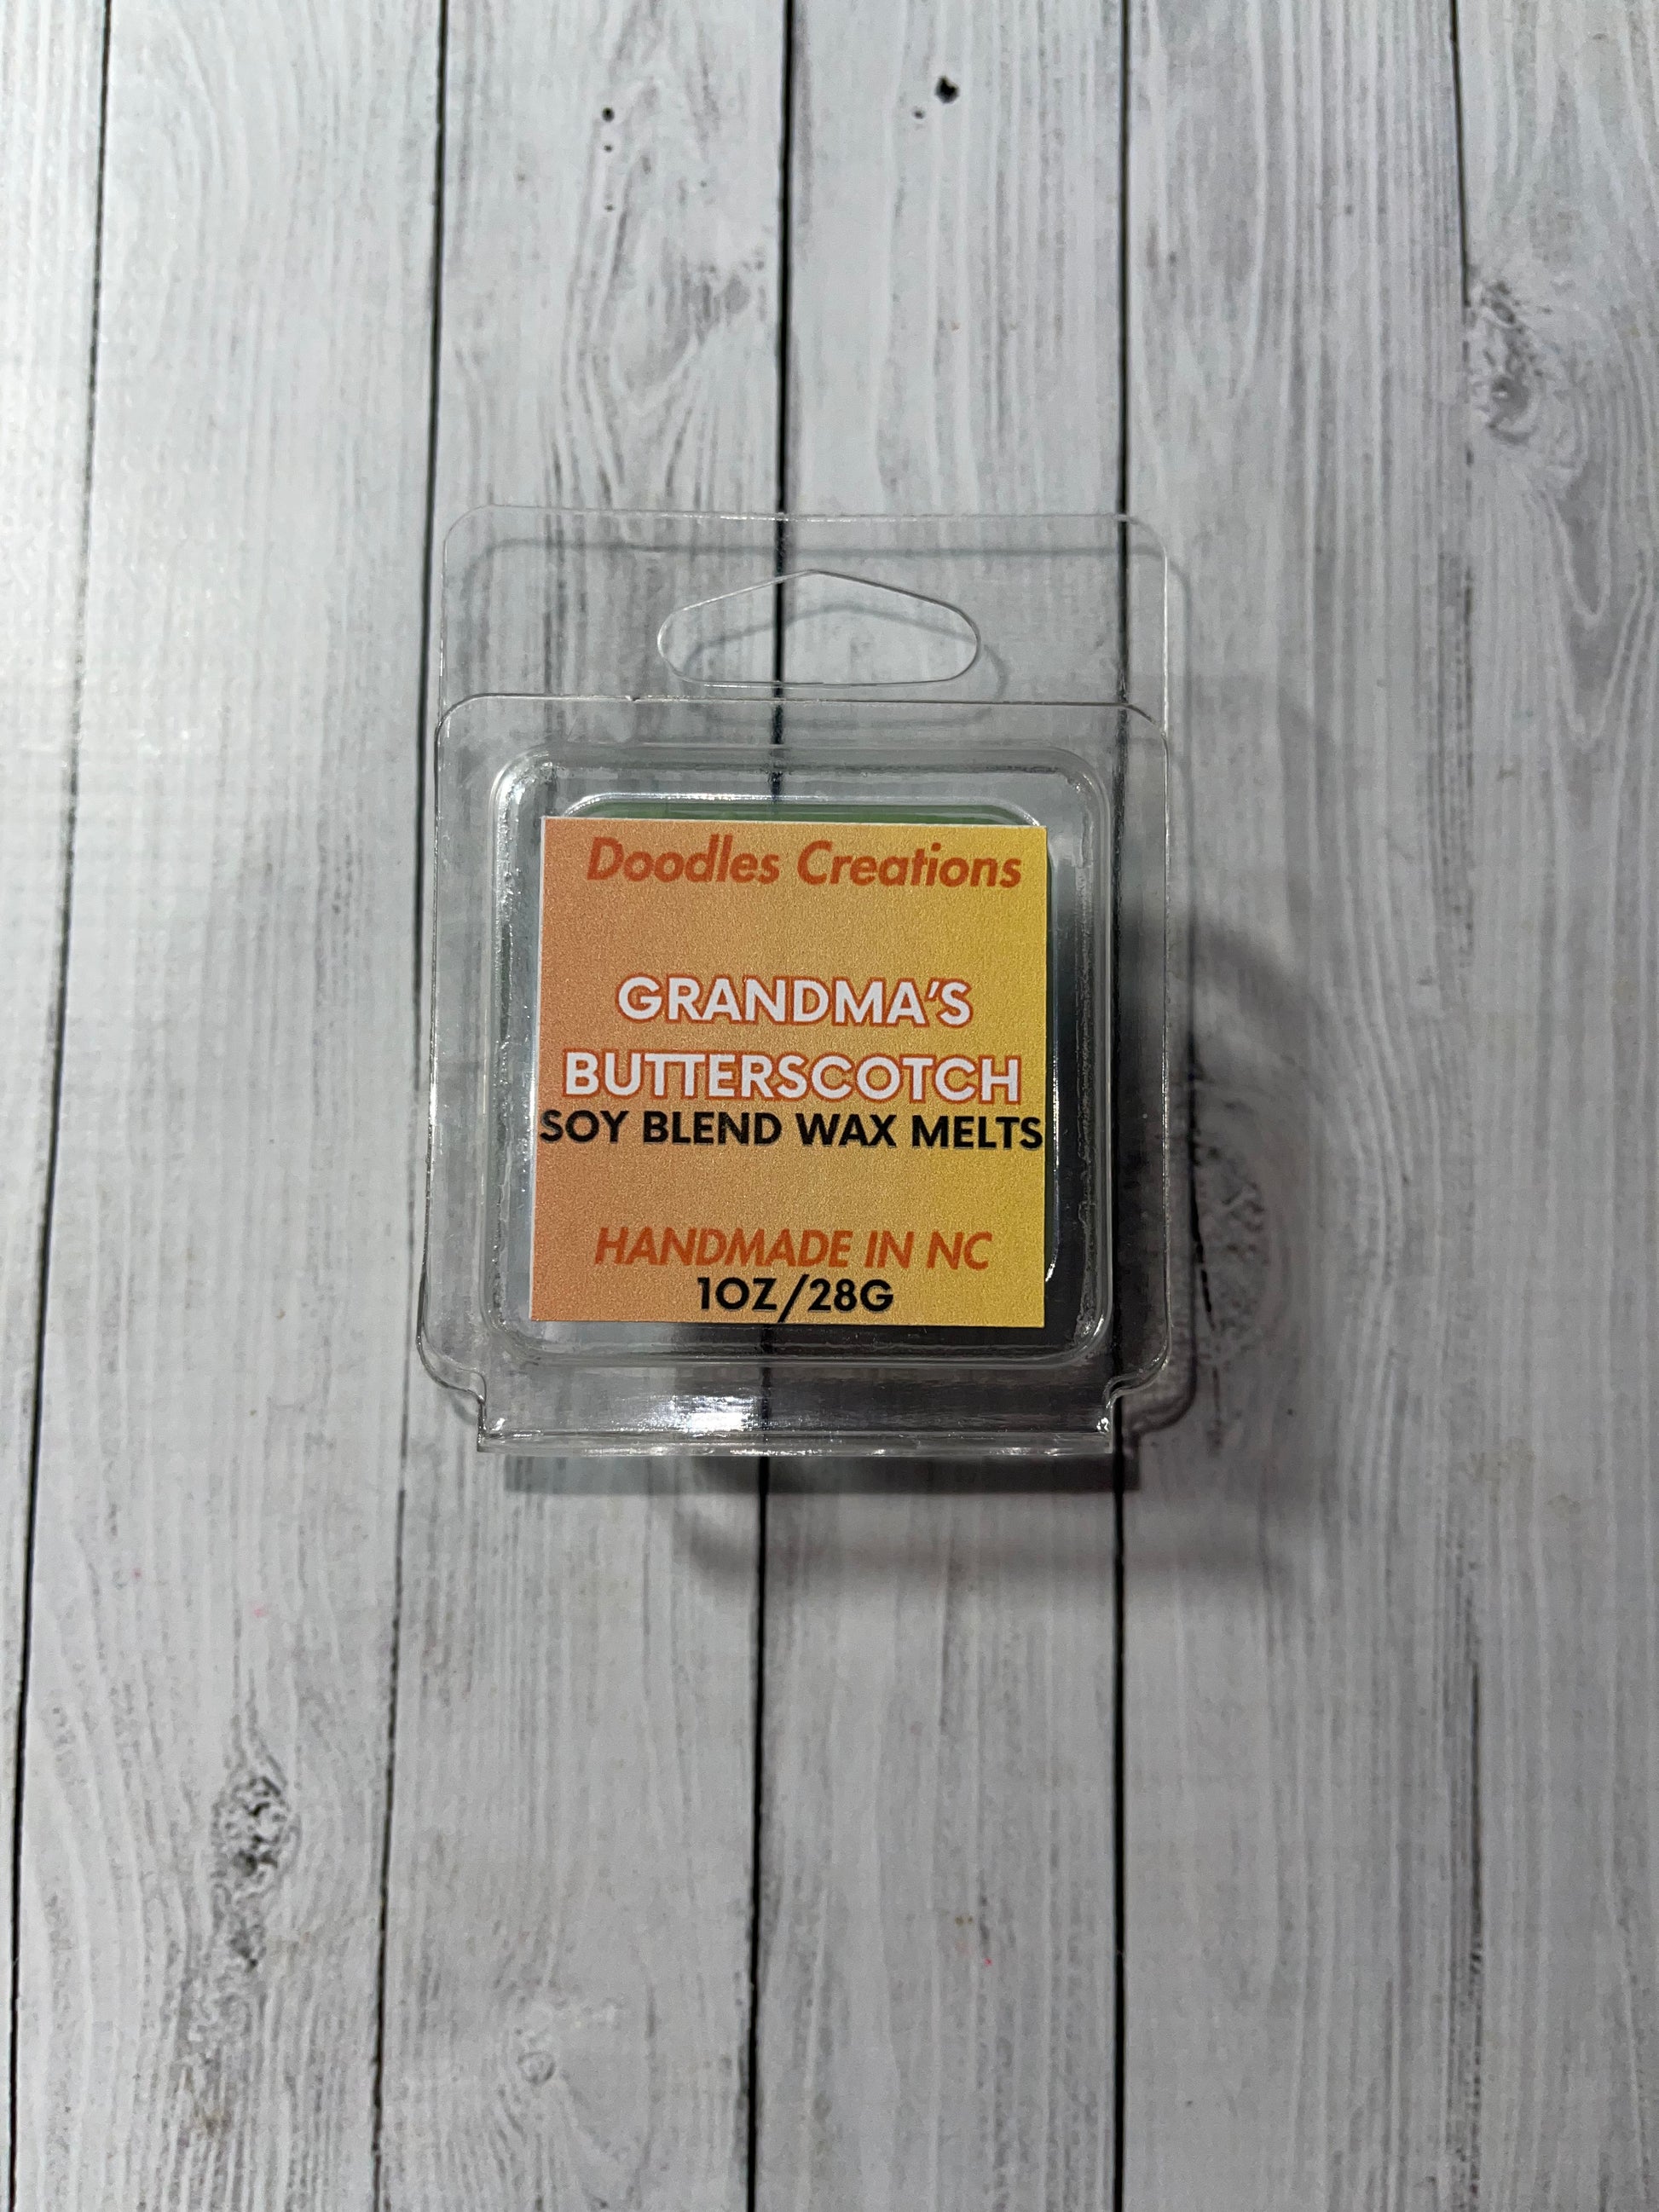 Doodles Creations
GRANDMA'S
BUTTERSCOTCH
SOY BLEND WAX MELTS
HANDMADE IN NC
1OZ/28G